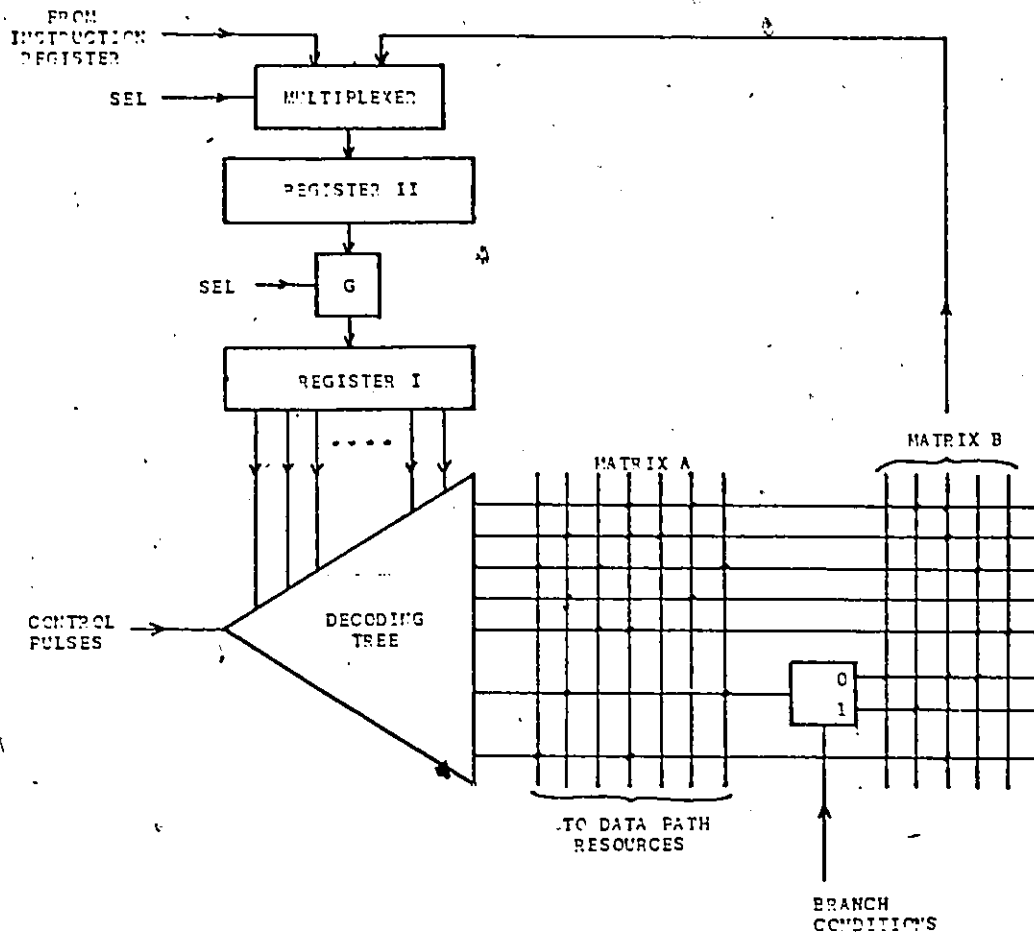 FROM
INSTRUCTION
REGISTER
SEL
MULTIPLEXER
REGISTER II
SEL
G
REGISTER I
MATRIX B
MATRIX A
CONTROL
PULSES
DECODING
TREE
0
1
TO DATA PATH
RESOURCES
BRANCH
CONDITIONS